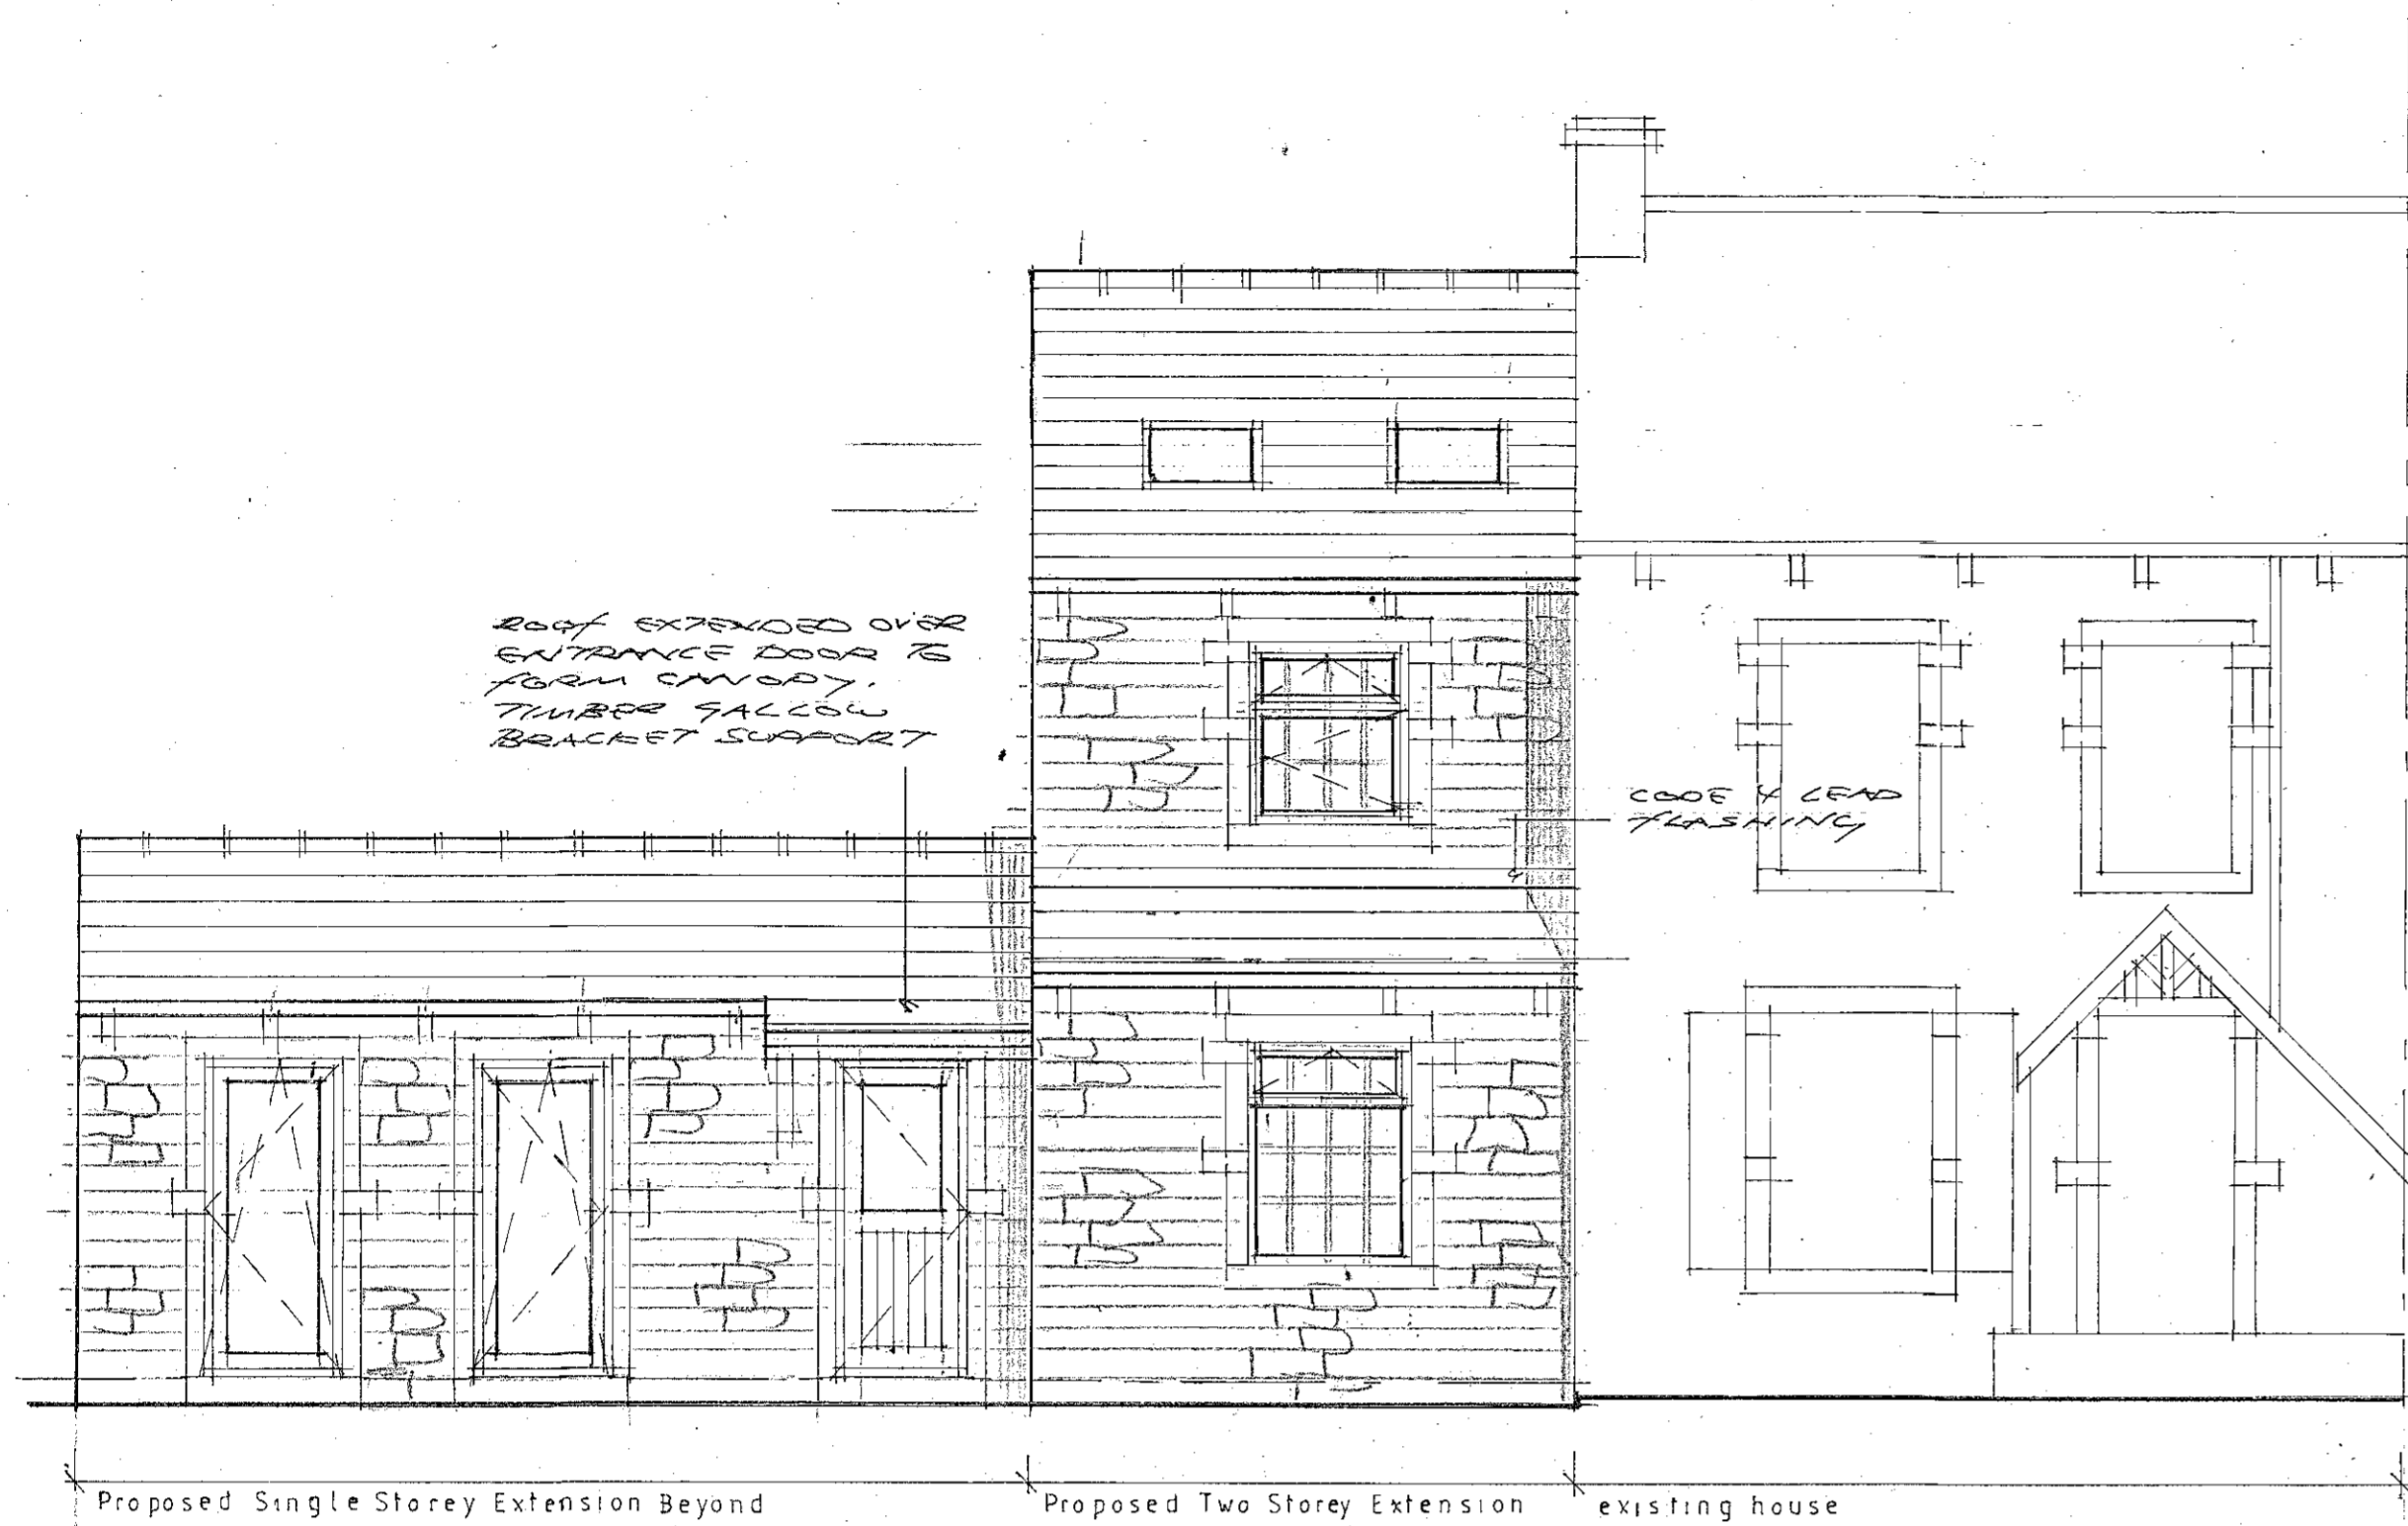 ROOF EXTENDED OVER
ENTRANCE DOOR TO
FORM CANOPY.
TIMBER GALLOW
BRACKET SUPPORT
CODE 4 LEAD
FLASHING
Proposed Single Storey Extension Beyond
Proposed Two Storey Extension
existing house